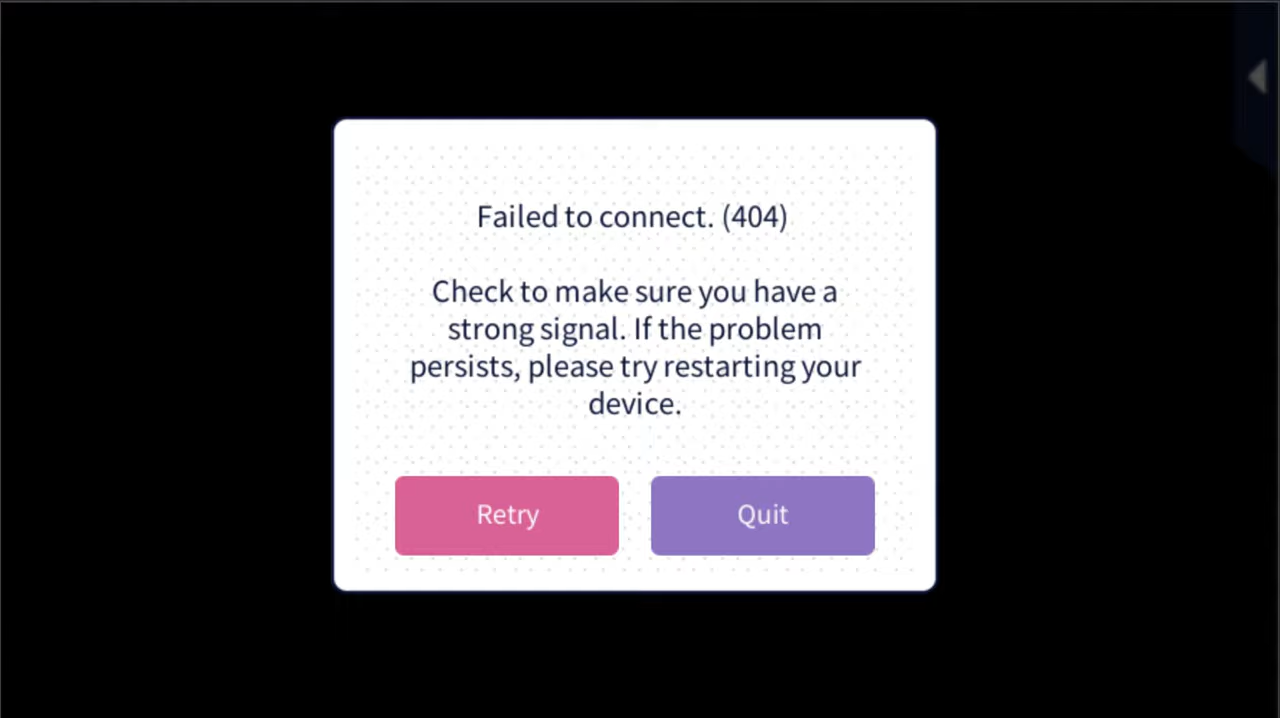 Failed to connect. (404)
Check to make sure you have a
strong signal. If the problem
persists, please try restarting your
device.
Retry
Quit